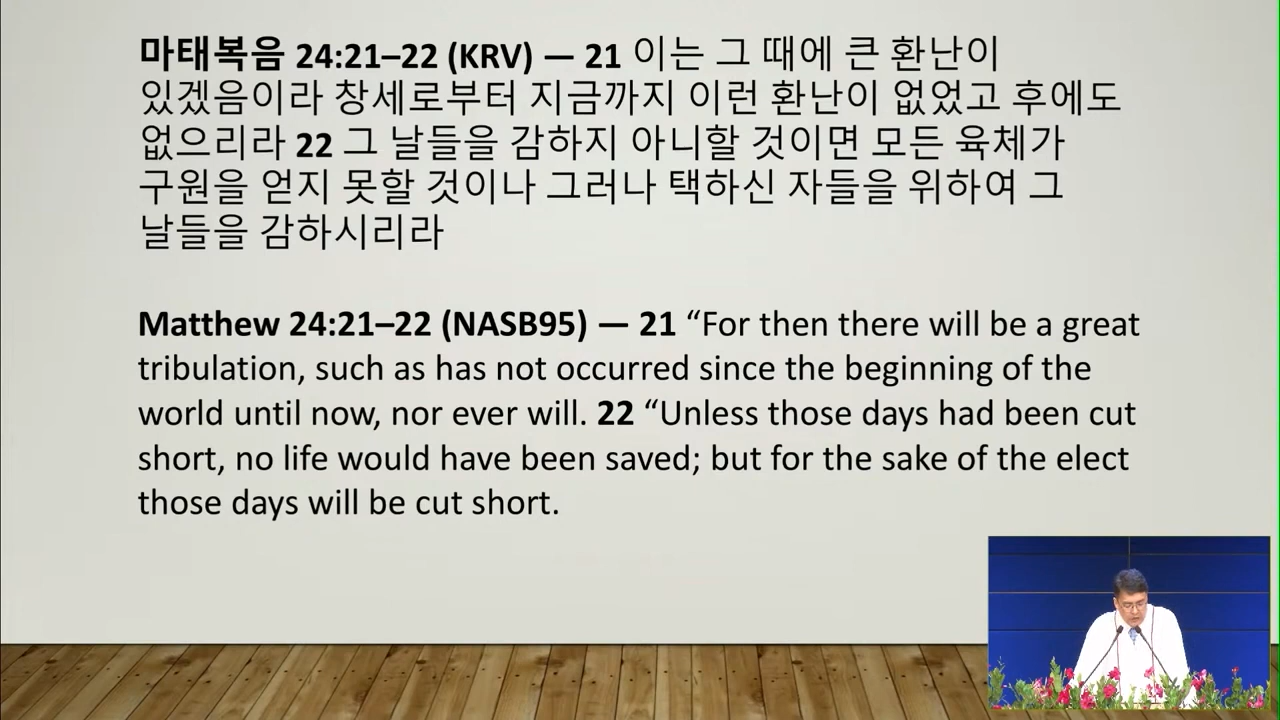 마태복음 24:21–22 (KRV) — 21 이는 그 때에 큰 환난이
있겠음이라 창세로부터 지금까지 이런 환난이 없었고 후에도
없으리라 22 그 날들을 감하지 아니할 것이면 모든 육체가
구원을 얻지 못할 것이나 그러나 택하신 자들을 위하여 그
날들을 감하시리라
Matthew 24:21–22 (NASB95) — 21 “For then there will be a great
tribulation, such as has not occurred since the beginning of the
world until now, nor ever will. 22 “Unless those days had been cut
short, no life would have been saved; but for the sake of the elect
those days will be cut short.